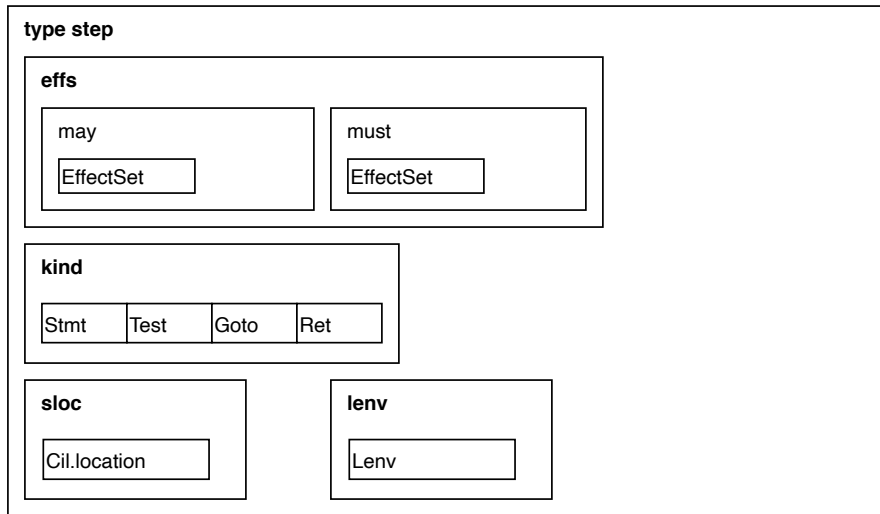 type step
effs
may must
EffectSet EffectSet
kind
Stmt Test Goto Ret
sloc lenv
Cil.location Lenv